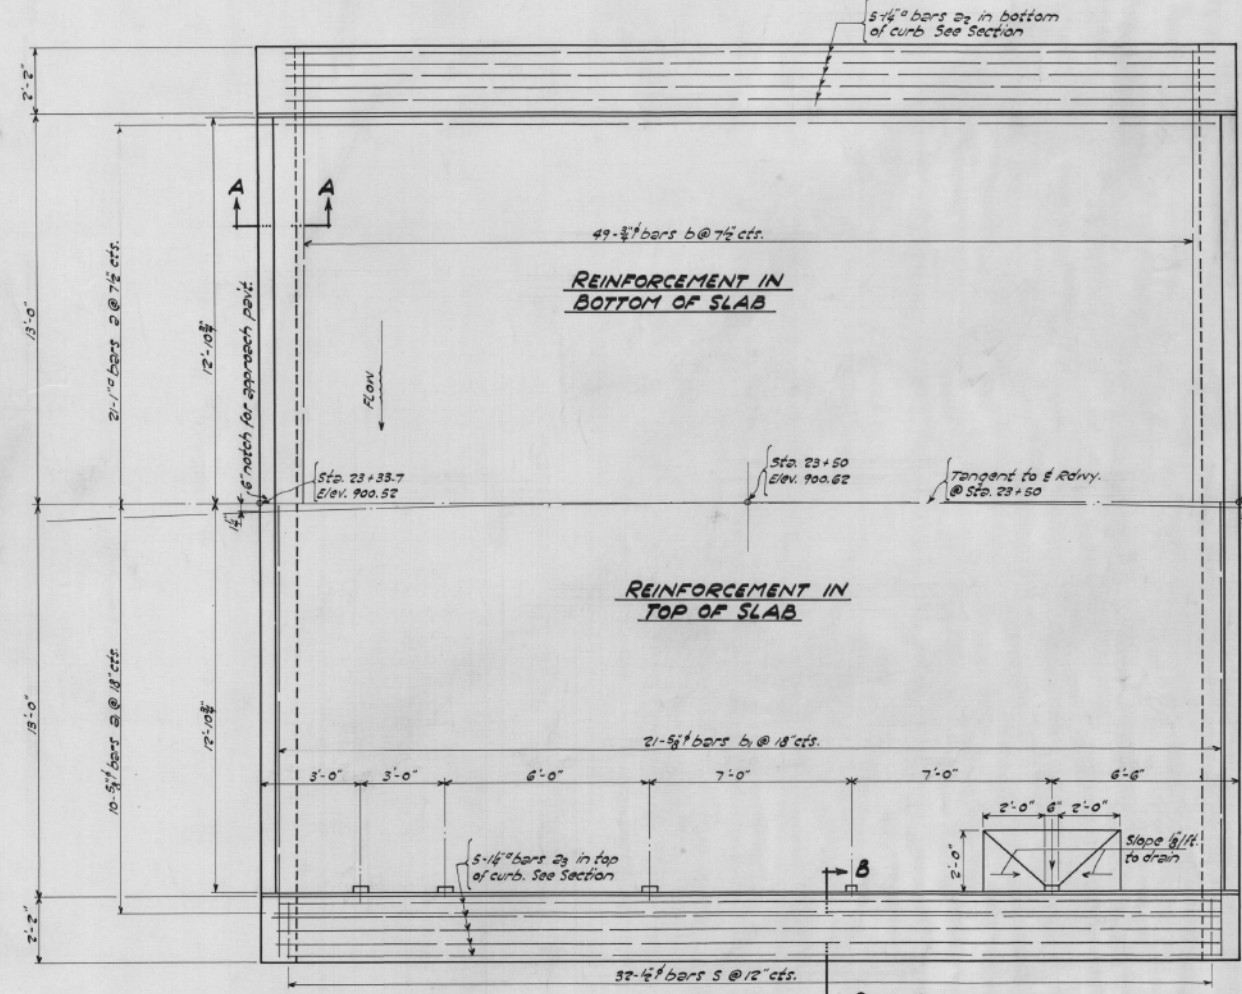 5-1¼"□ bars a₂ in bottom
of curb. See Section
2'-2"
A A
49-¾"ϕ bars b @ 7½" cts.
REINFORCEMENT IN
BOTTOM OF SLAB
13'-0"
21-1"□ bars a @ 7½" cts.
12'-10¾"
6" notch for approach pav't.
FLOW
Sta. 23+33.7
Elev. 900.52
Sta. 23+50
Elev. 900.62
Tangent to ℄ Rdwy.
@ Sta. 23+50
REINFORCEMENT IN
TOP OF SLAB
13'-0"
10-⅝"ϕ bars a @ 18" cts.
12'-10¾"
21-⅝"ϕ bars b₁ @ 18" cts.
3'-0" 3'-0" 6'-0" 7'-0" 7'-0" 6'-6"
2'-0" 6" 2'-0"
2'-0"
Slope ⅛"/ft.
to drain
5-1¼"□ bars a₃ in top
of curb. See Section
B
2'-2"
32-½"ϕ bars S @ 12" cts.